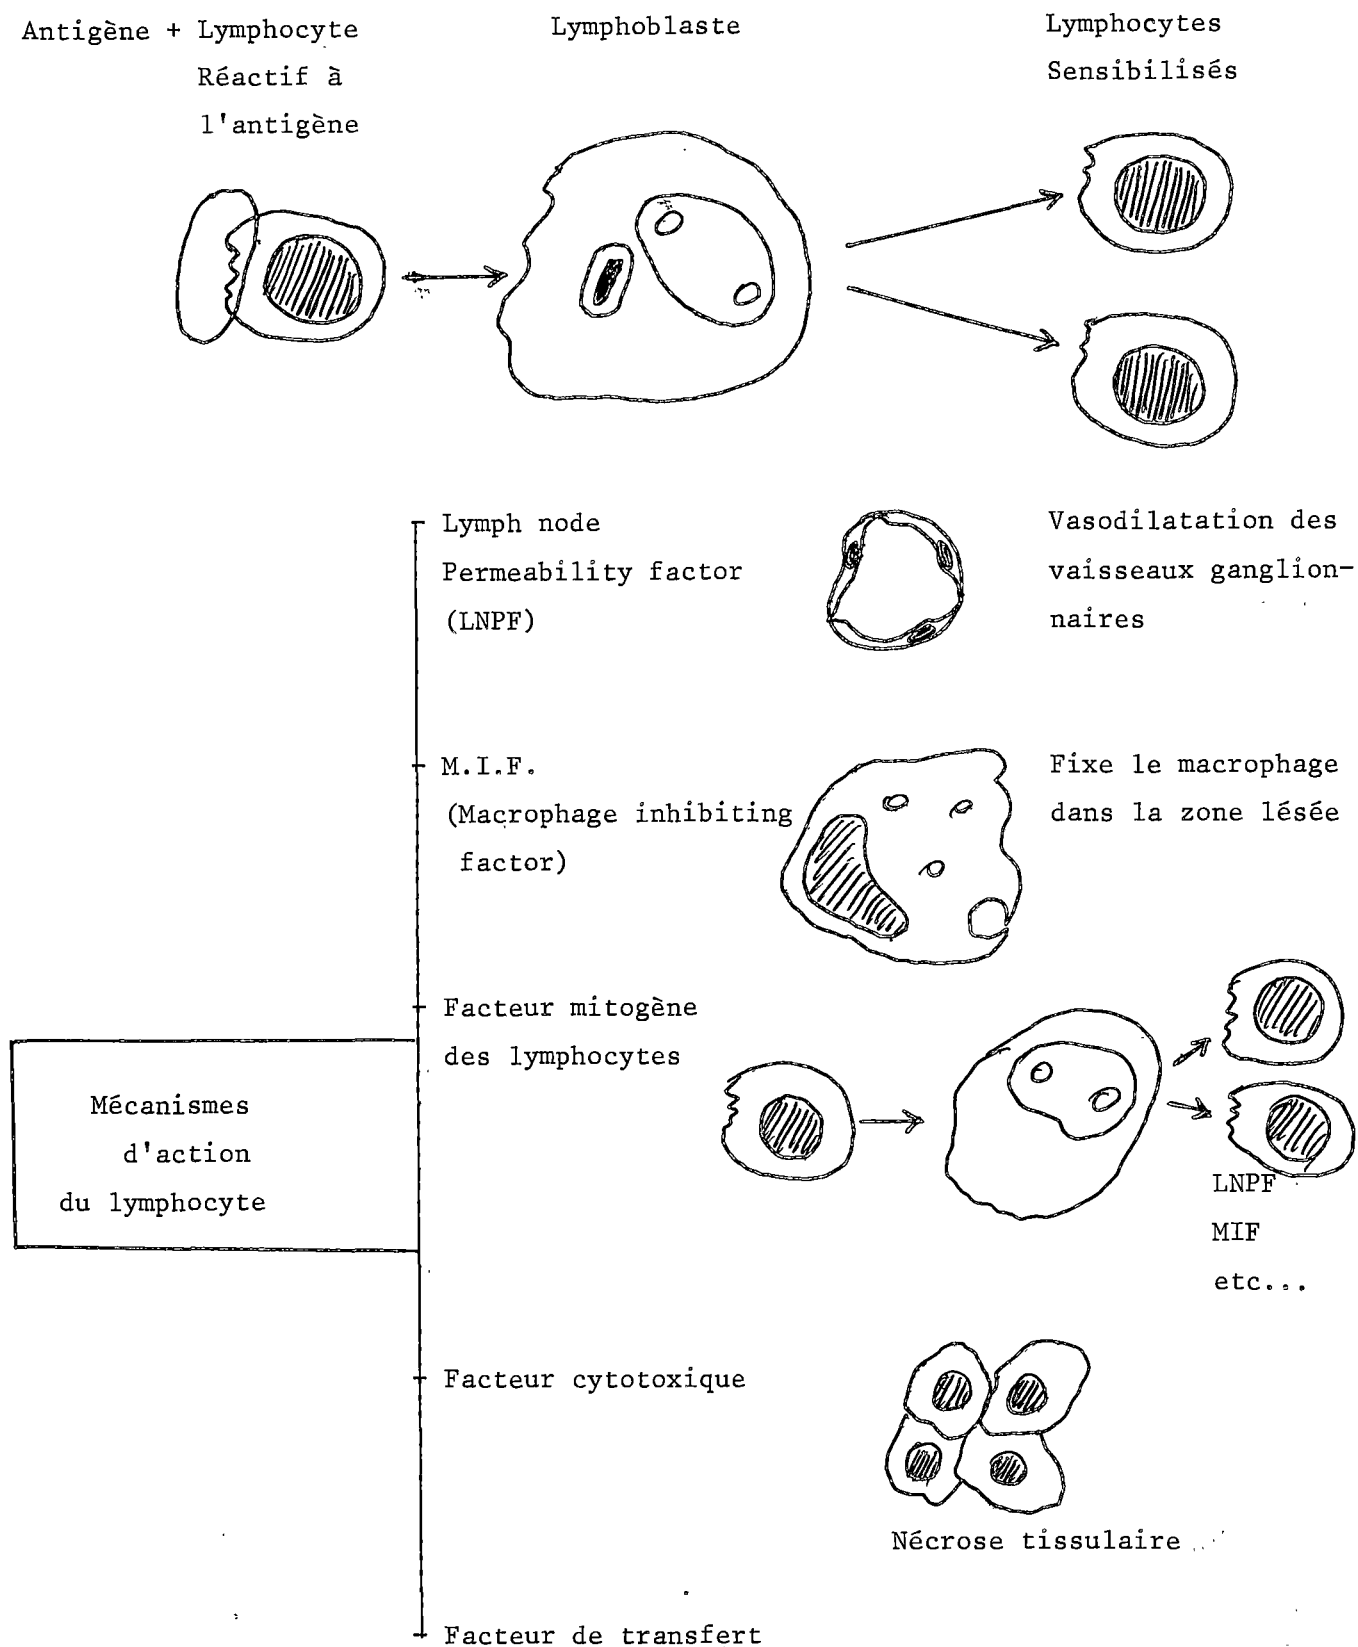 Antigène + Lymphocyte
Réactif à
l'antigène
Lymphoblaste
Lymphocytes
Sensibilisés
Lymph node
Permeability factor
(LNPF)
Vasodilatation des
vaisseaux ganglion-
naires
M.I.F.
(Macrophage inhibiting
factor)
Fixe le macrophage
dans la zone lésée
Facteur mitogène
des lymphocytes
LNPF
MIF
etc...
Mécanismes
d'action
du lymphocyte
Facteur cytotoxique
Nécrose tissulaire
Facteur de transfert